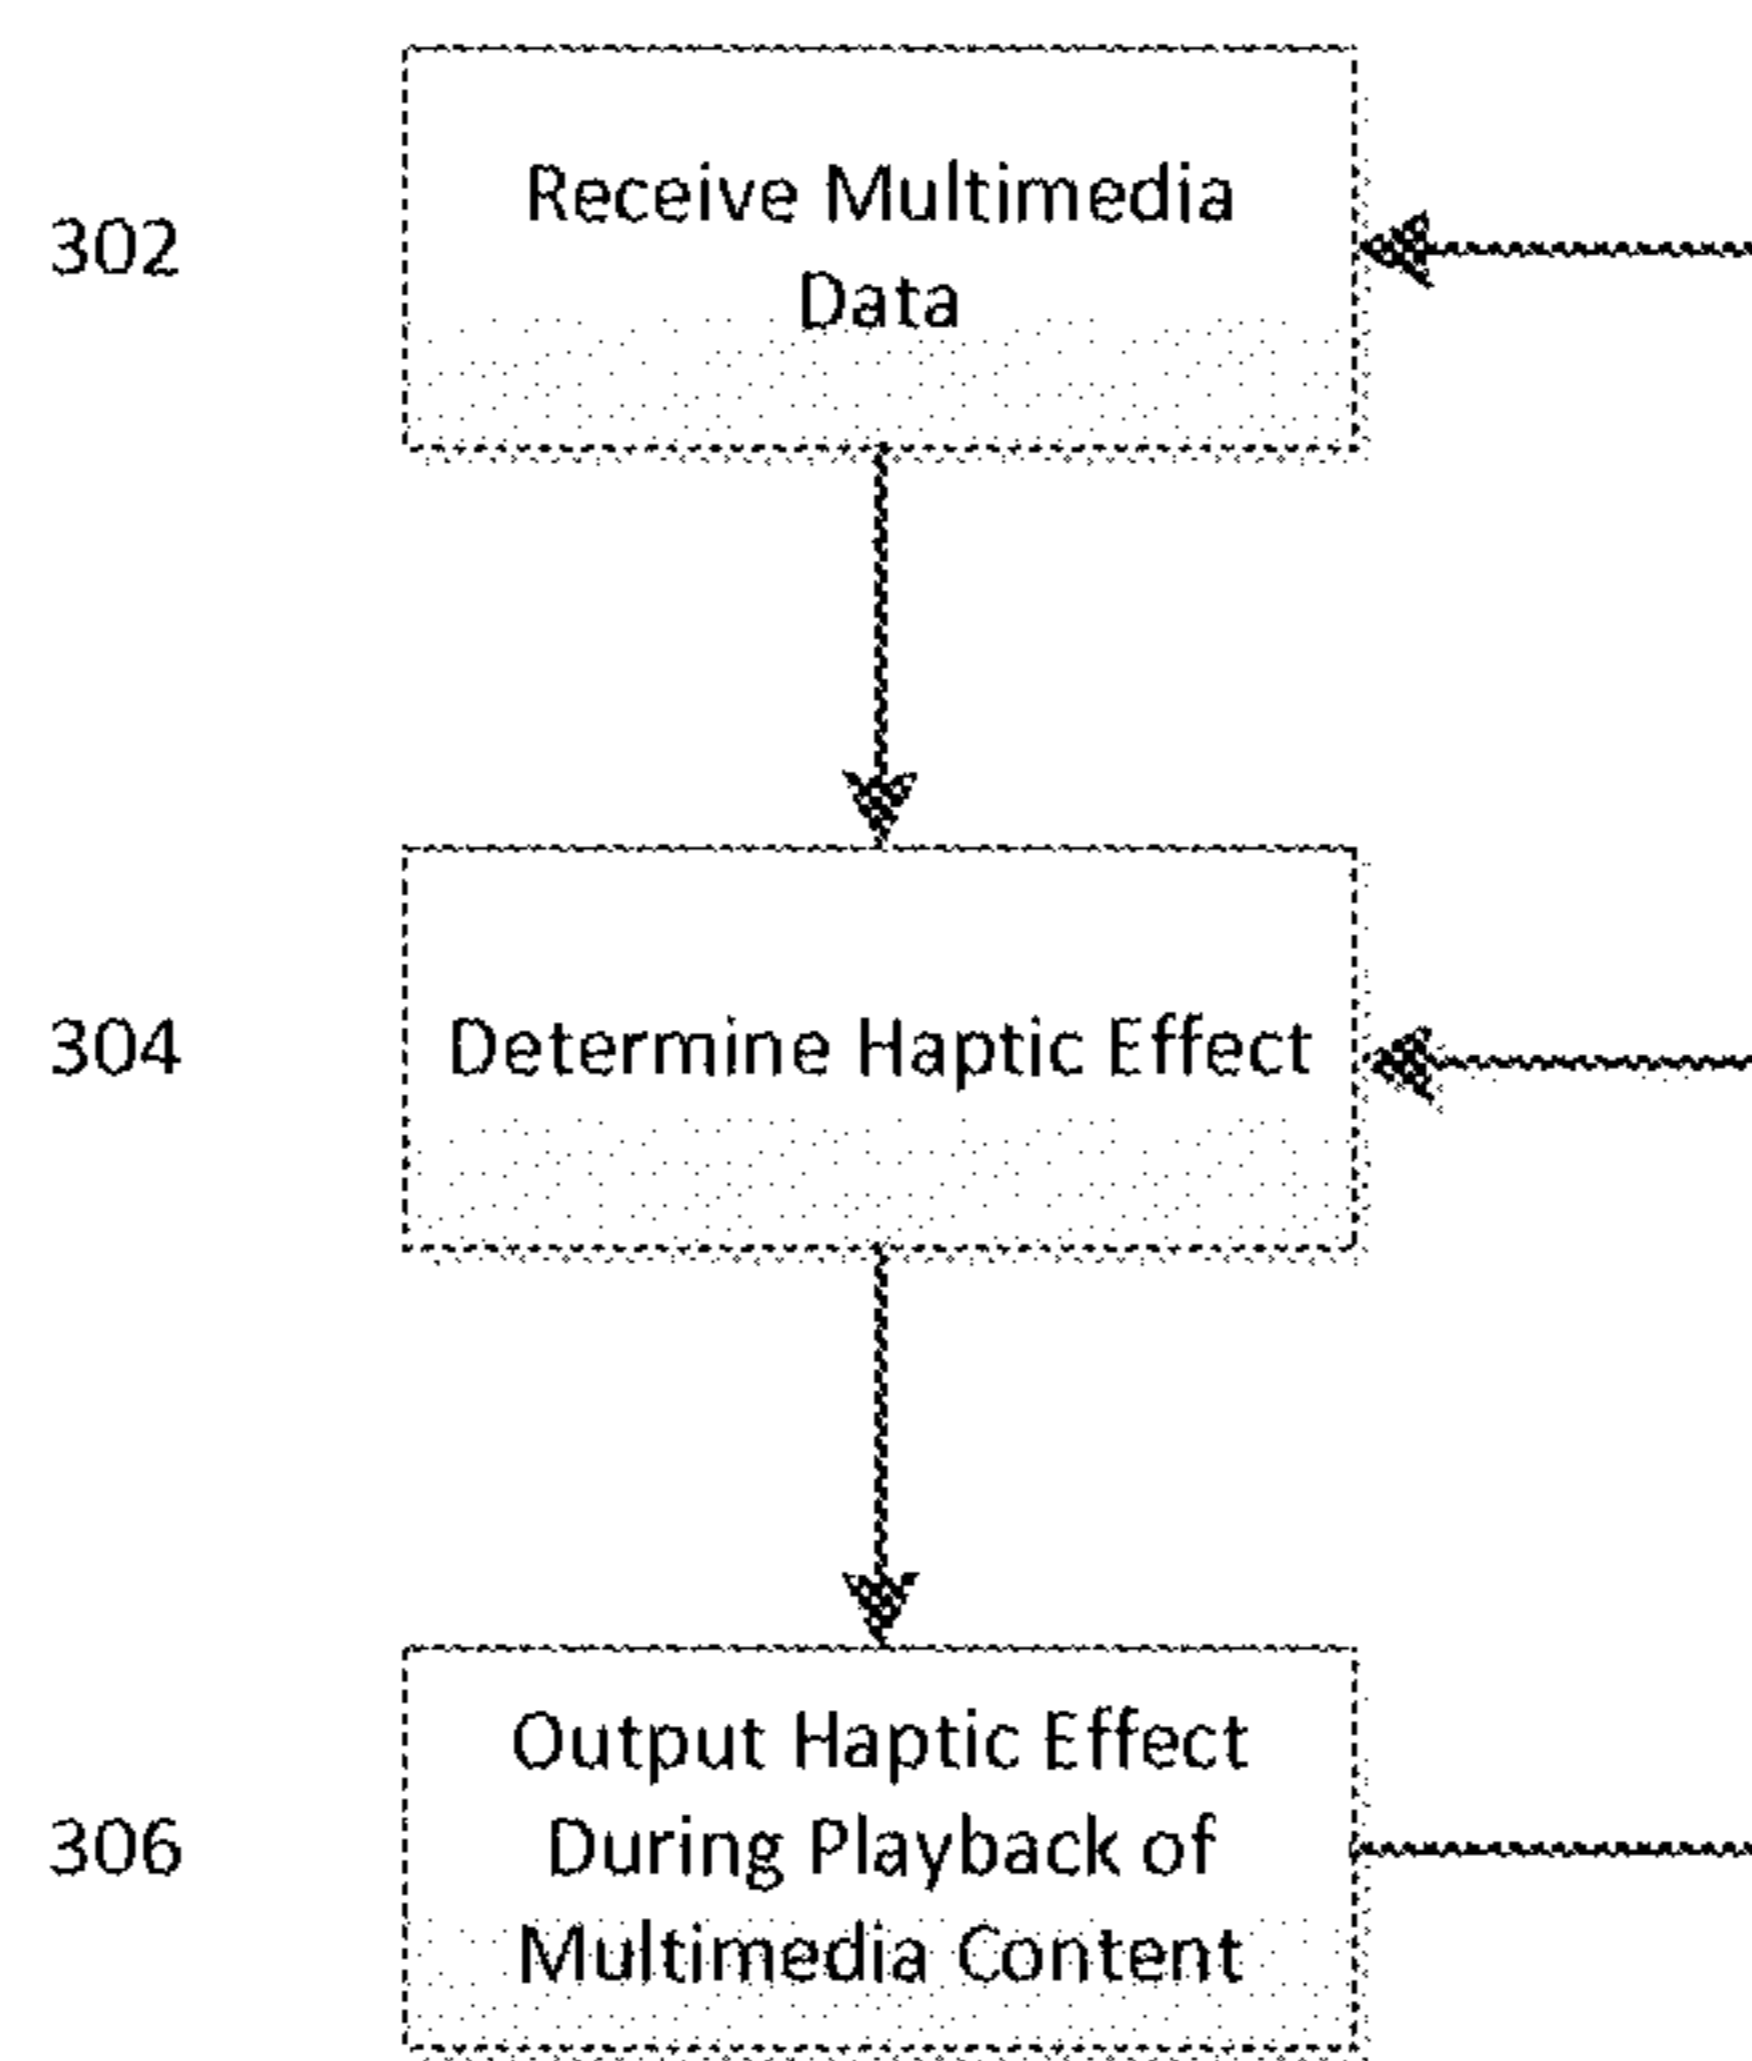 Receive Multimedia
Data
302
Determine Haptic Effect
304
Output Haptic Effect
During Playback of
Multimedia Content
306